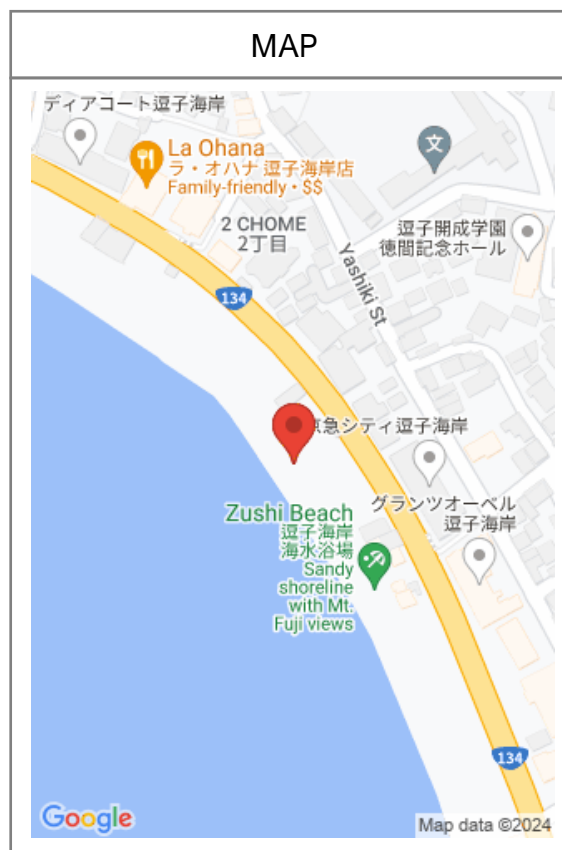 MAP
ディアコート逗子海岸
La Ohana
ラ・オハナ 逗子海岸店
Family-friendly • $$
文
2 CHOME
2丁目
逗子開成学園
徳間記念ホール
Yashiki St
134
京急シティ逗子海岸
グランツオーベル
逗子海岸
Zushi Beach
逗子海岸
海水浴場
Sandy
shoreline
with Mt.
Fuji views
134
Google
Map data ©2024